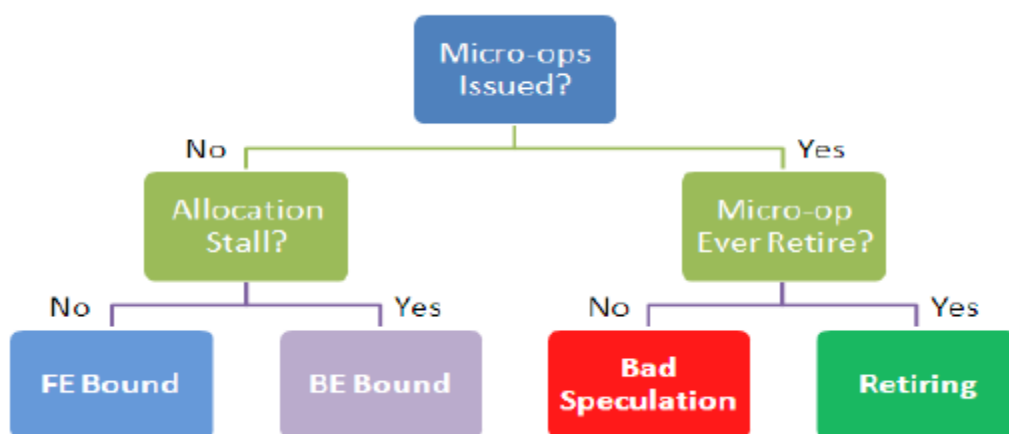 Micro-ops
Issued?
No
Yes
Allocation
Stall?
Micro-op
Ever Retire?
No
Yes
No
Yes
FE Bound
BE Bound
Bad
Speculation
Retiring